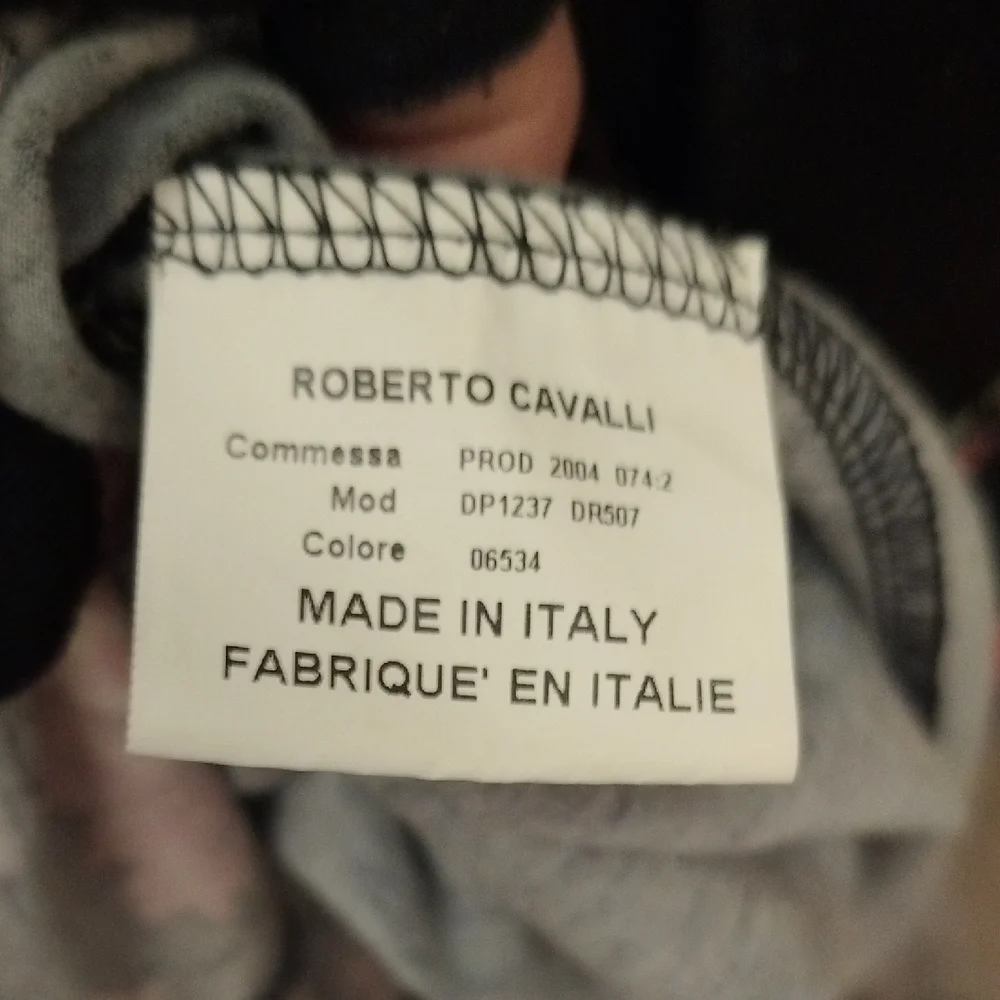 ROBERTO CAVALLI
Commessa PROD 2004 074:2
Mod DP1237 DR507
Colore 06534
MADE IN ITALY
FABRIQUE' EN ITALIE